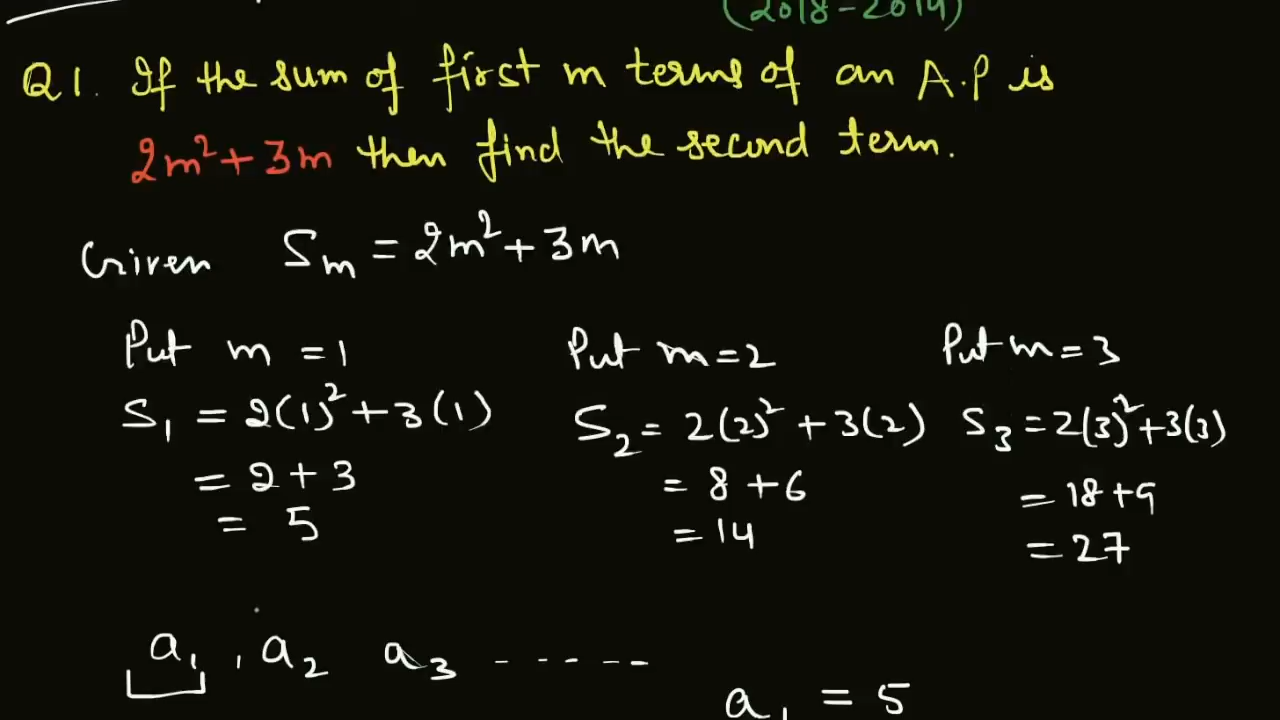 (2018-2019)
Q1. If the sum of first m terms of an A.P is
2m²+3m then find the second term.
Given Sₘ = 2m²+3m
Put m=1
S₁ = 2(1)²+3(1)
= 2+3
= 5
Put m=2
S₂ = 2(2)²+3(2)
= 8+6
= 14
Put m=3
S₃ = 2(3)²+3(3)
= 18+9
= 27
a₁, a₂ a₃ ------
a₁ = 5